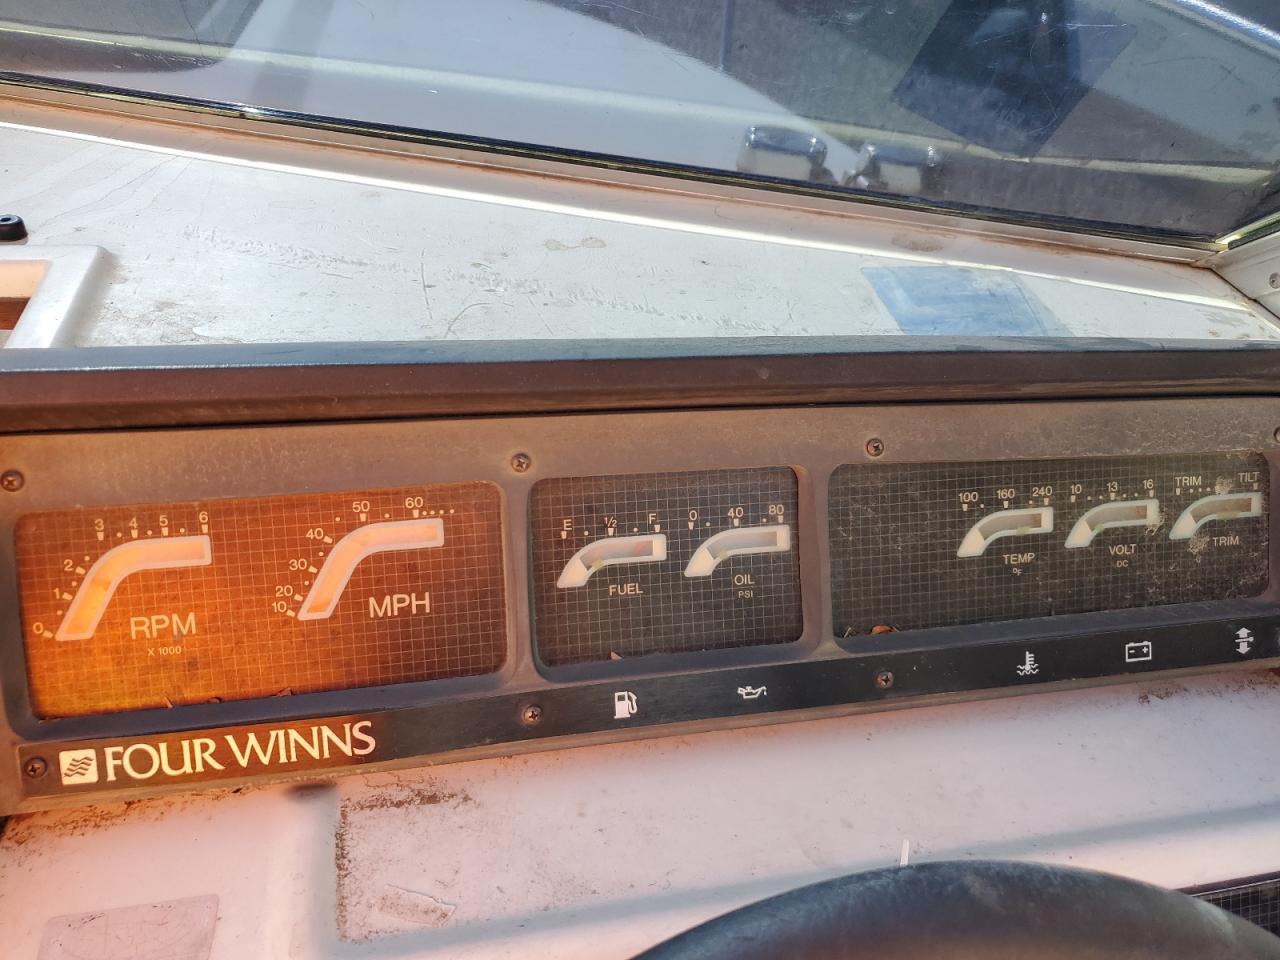 3 4 5 6
2
1
0
RPM
X 1000
50 60
40
30
20
10
MPH
E ½ F
FUEL
0 40 80
OIL
PSI
100 160 240
TEMP
°F
10 13 16
VOLT
DC
TRIM TILT
TRIM
FOUR WINNS